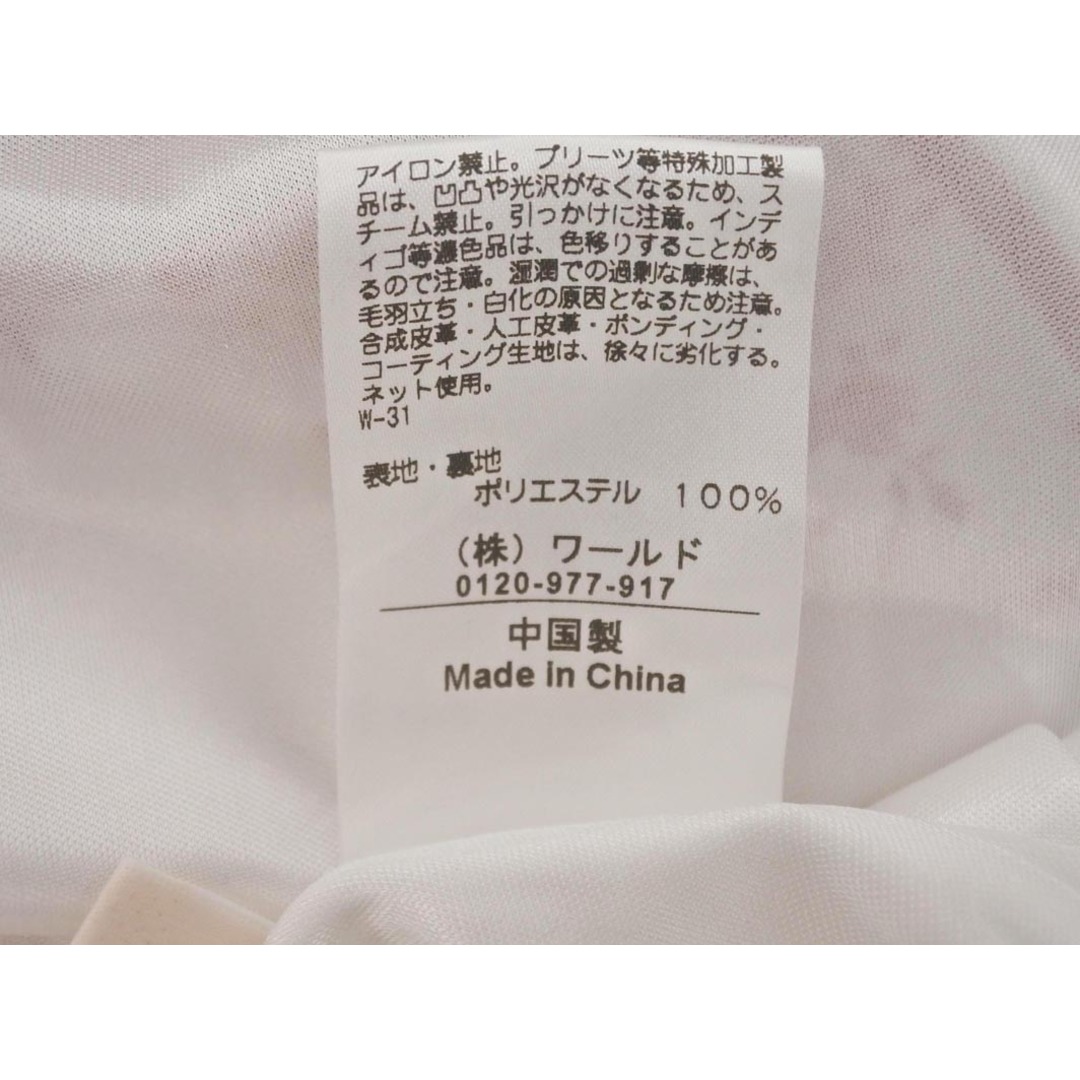 アイロン禁止。プリーツ等特殊加工製
品は、凹凸や光沢がなくなるため、ス
チーム禁止。引っかけに注意。インデ
ィゴ等濃色品は、色移りすることがあ
るので注意。湿潤での過剰な摩擦は、
毛羽立ち・白化の原因となるため注意。
合成皮革・人工皮革・ボンディング・
コーティング生地は、徐々に劣化する。
ネット使用。
W-31
表地・裏地
ポリエステル 100%
(株)ワールド
0120-977-917
中国製
Made in China